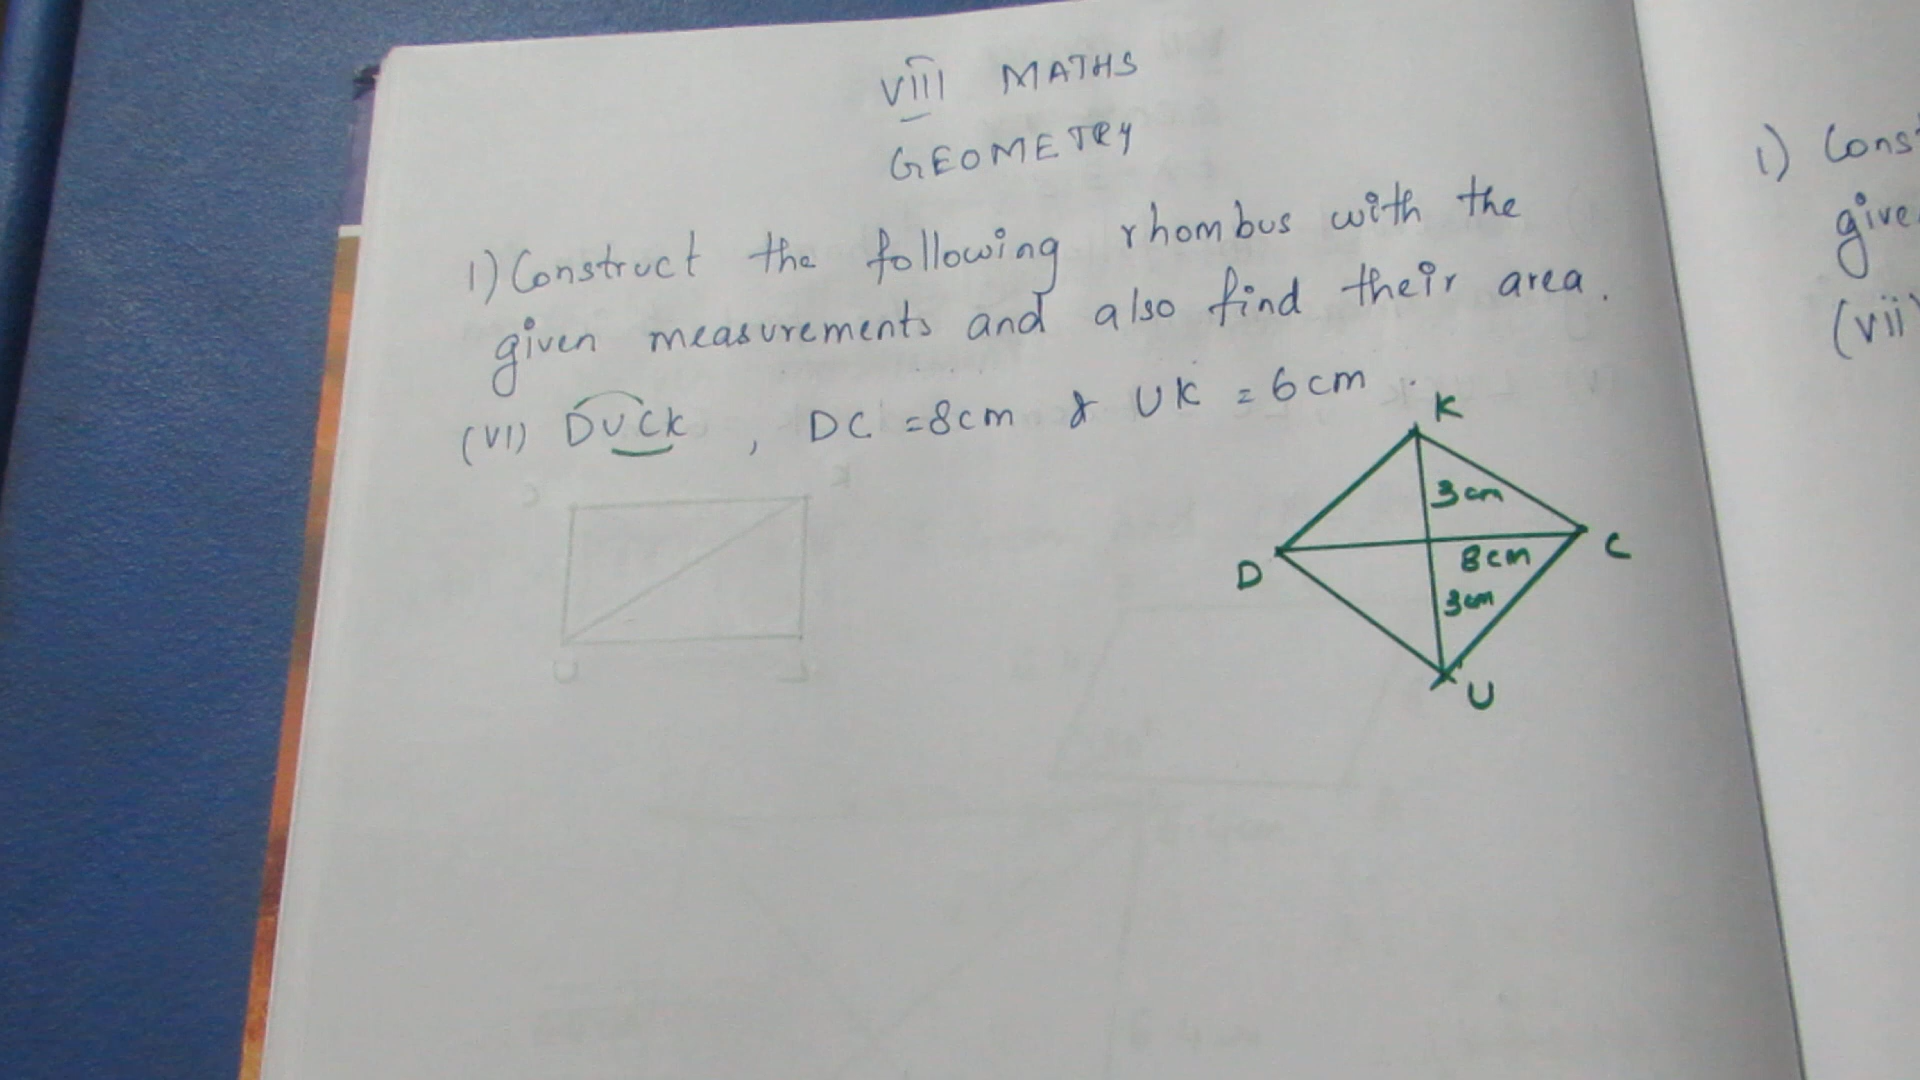 VIII MATHS
GEOMETRY
1) Construct the following rhombus with the
given measurements and also find their area.
(VI) DUCK, DC = 8cm & UK = 6cm.
K
3cm
D
8cm
C
3cm
U
1) Cons
give
(vii)